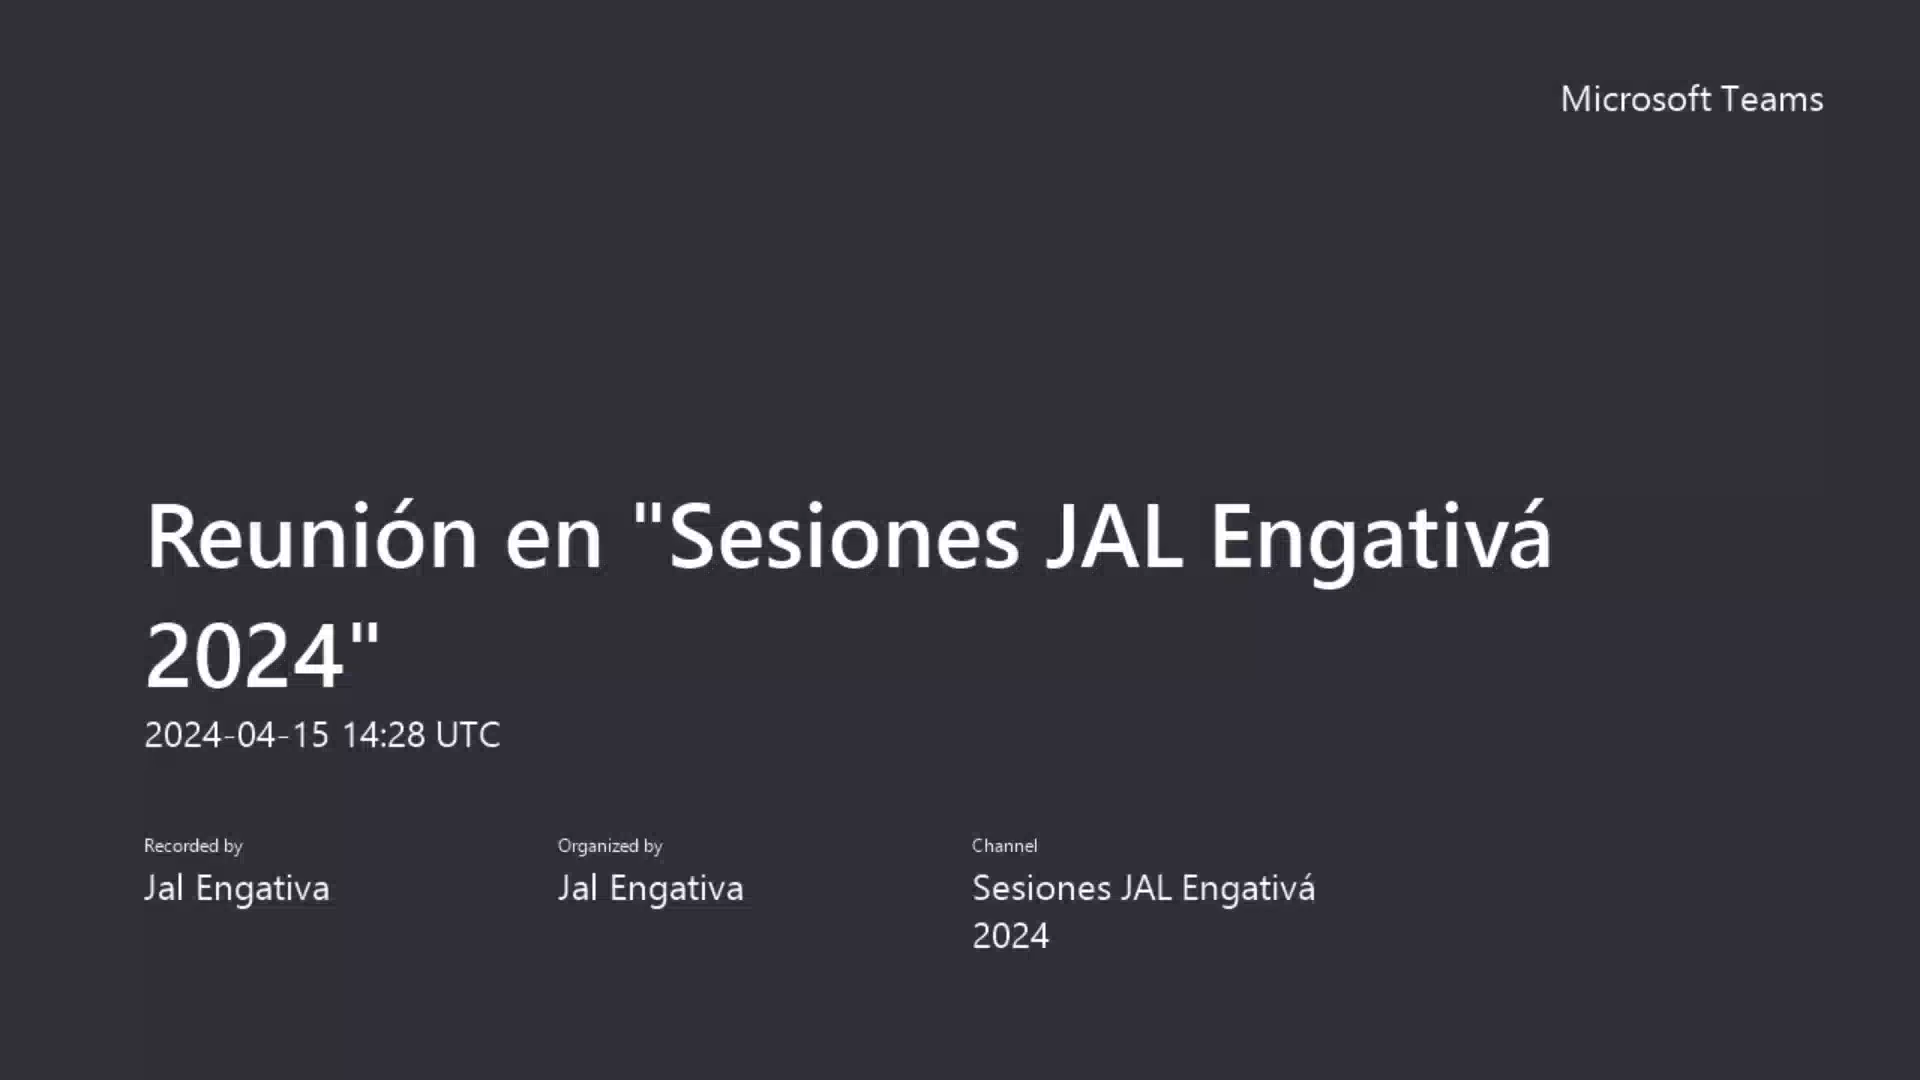 Microsoft Teams
Reunión en "Sesiones JAL Engativá
2024"
2024-04-15 14:28 UTC
Recorded by
Jal Engativa
Organized by
Jal Engativa
Channel
Sesiones JAL Engativá
2024